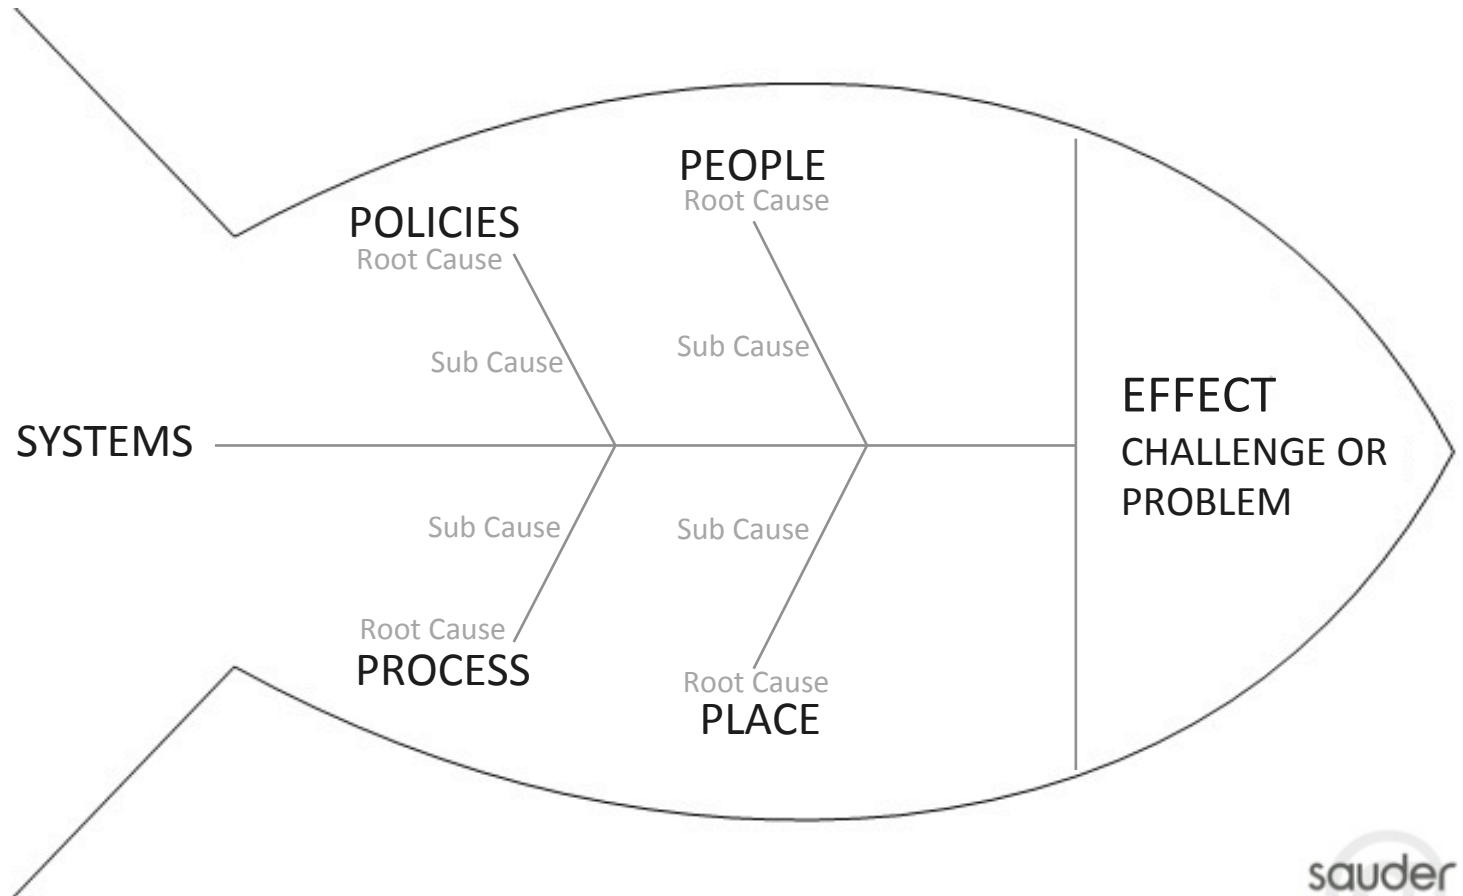 PEOPLE
Root Cause
POLICIES
Root Cause
Sub Cause
Sub Cause
SYSTEMS
EFFECT
CHALLENGE OR
PROBLEM
Sub Cause
Sub Cause
Root Cause
PROCESS
Root Cause
PLACE
sauder